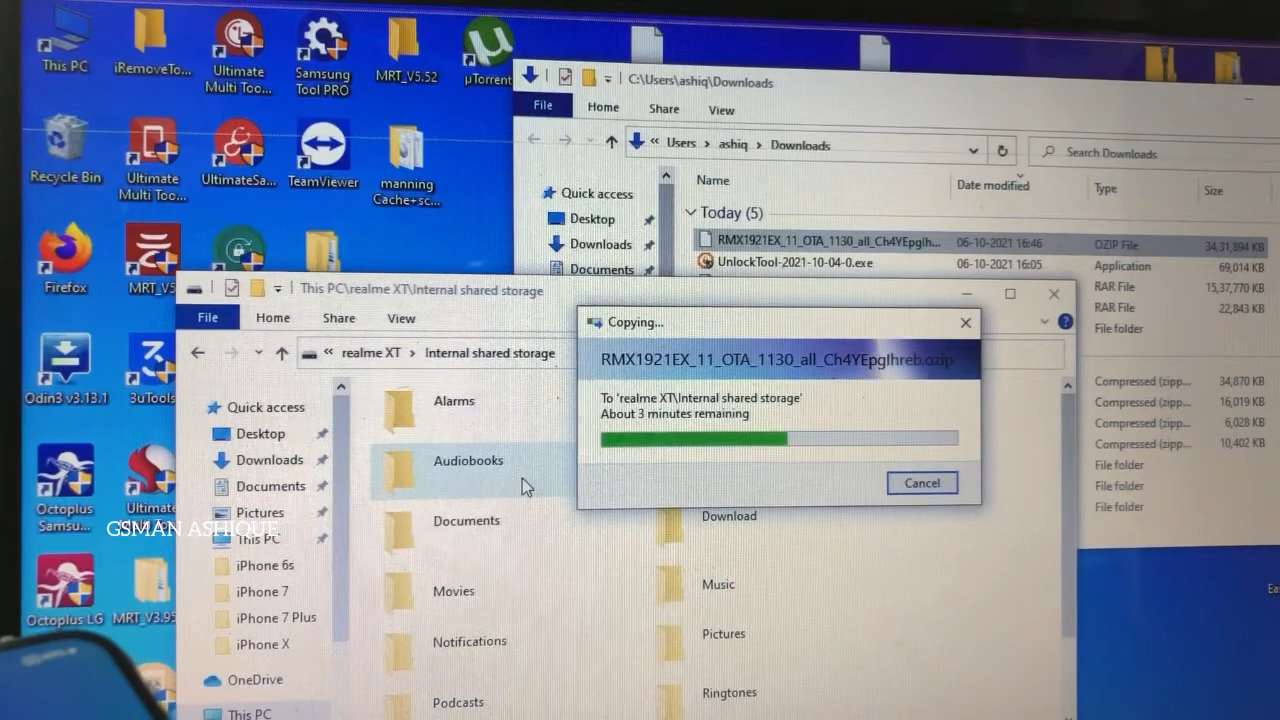 This PC
iRemoveTo...
Ultimate
Multi Too...
Samsung
Tool PRO
MRT_V5.52
µTorrent
Recycle Bin
Ultimate
Multi Too...
UltimateSa...
TeamViewer
manning
Cache+sc...
Firefox
MRT_V5
Odin3 v3.13.1
3uTools
Octoplus
Samsu...
Ultimate
Octoplus LG
MRT_V3.95
GSMAN ASHIQUE
C:\Users\ashiq\Downloads
File
Home
Share
View
« Users > ashiq > Downloads
Search Downloads
Quick access
Desktop
Downloads
Documents
Name
Date modified
Type
Size
Today (5)
RMX1921EX_11_OTA_1130_all_Ch4YEpglh...
06-10-2021 16:46
OZIP File
34,31,894 KB
UnlockTool-2021-10-04-0.exe
06-10-2021 16:05
Application
69,014 KB
RAR File
15,37,770 KB
RAR File
22,843 KB
File folder
Compressed (zipp...
34,870 KB
Compressed (zipp...
16,019 KB
Compressed (zipp...
6,028 KB
Compressed (zipp...
10,402 KB
File folder
File folder
File folder
This PC\realme XT\Internal shared storage
File
Home
Share
View
« realme XT > Internal shared storage
Quick access
Desktop
Downloads
Documents
Pictures
This PC
iPhone 6s
iPhone 7
iPhone 7 Plus
iPhone X
OneDrive
This PC
Alarms
Audiobooks
Documents
Download
Movies
Music
Notifications
Pictures
Podcasts
Ringtones
Copying...
RMX1921EX_11_OTA_1130_all_Ch4YEpglhreb.ozip
To 'realme XT\Internal shared storage'
About 3 minutes remaining
Cancel